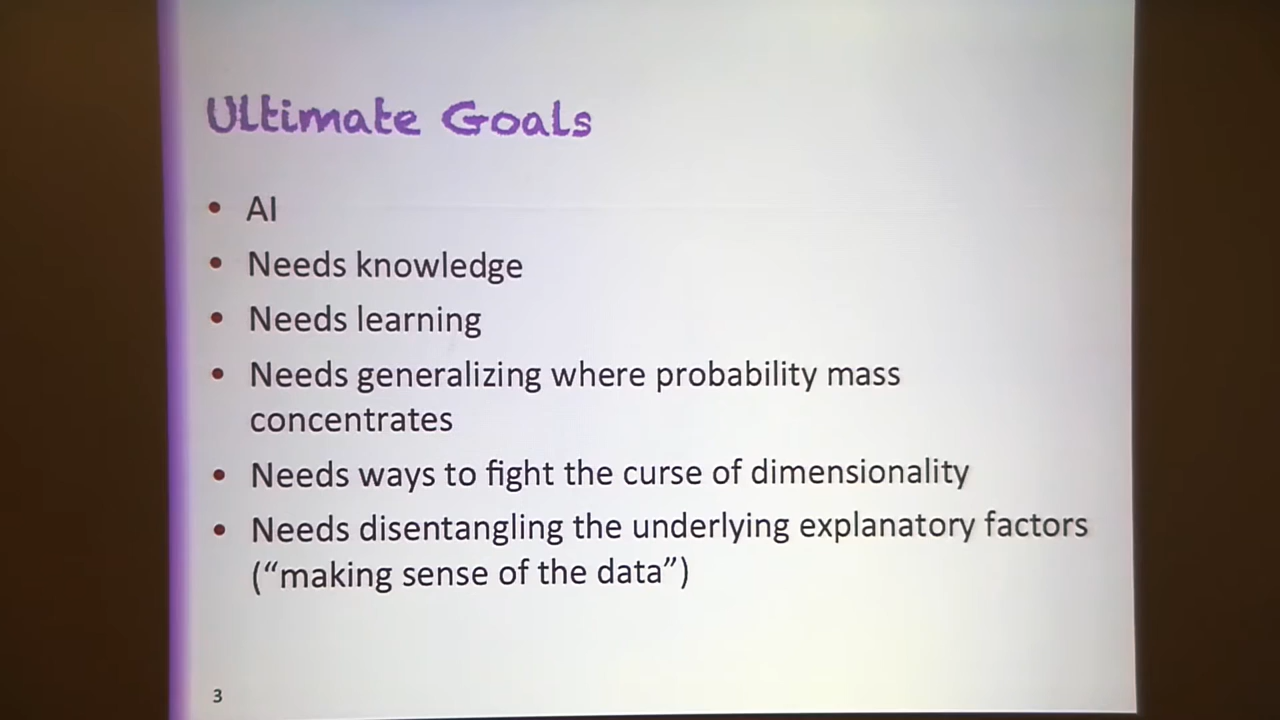 Ultimate Goals
• AI
• Needs knowledge
• Needs learning
• Needs generalizing where probability mass
concentrates
• Needs ways to fight the curse of dimensionality
• Needs disentangling the underlying explanatory factors
(“making sense of the data”)
3